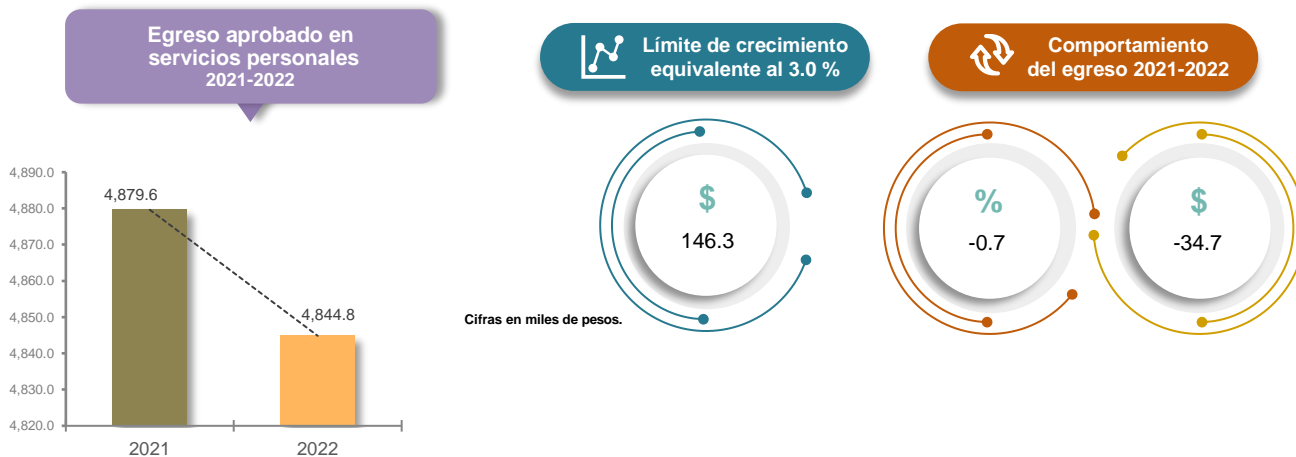 Egreso aprobado en
servicios personales
2021-2022
4,890.0
4,880.0
4,870.0
4,860.0
4,850.0
4,840.0
4,830.0
4,820.0
4,879.6
4,844.8
2021
2022
Límite de crecimiento
equivalente al 3.0 %
$
146.3
Cifras en miles de pesos.
Comportamiento
del egreso 2021-2022
%
-0.7
$
-34.7